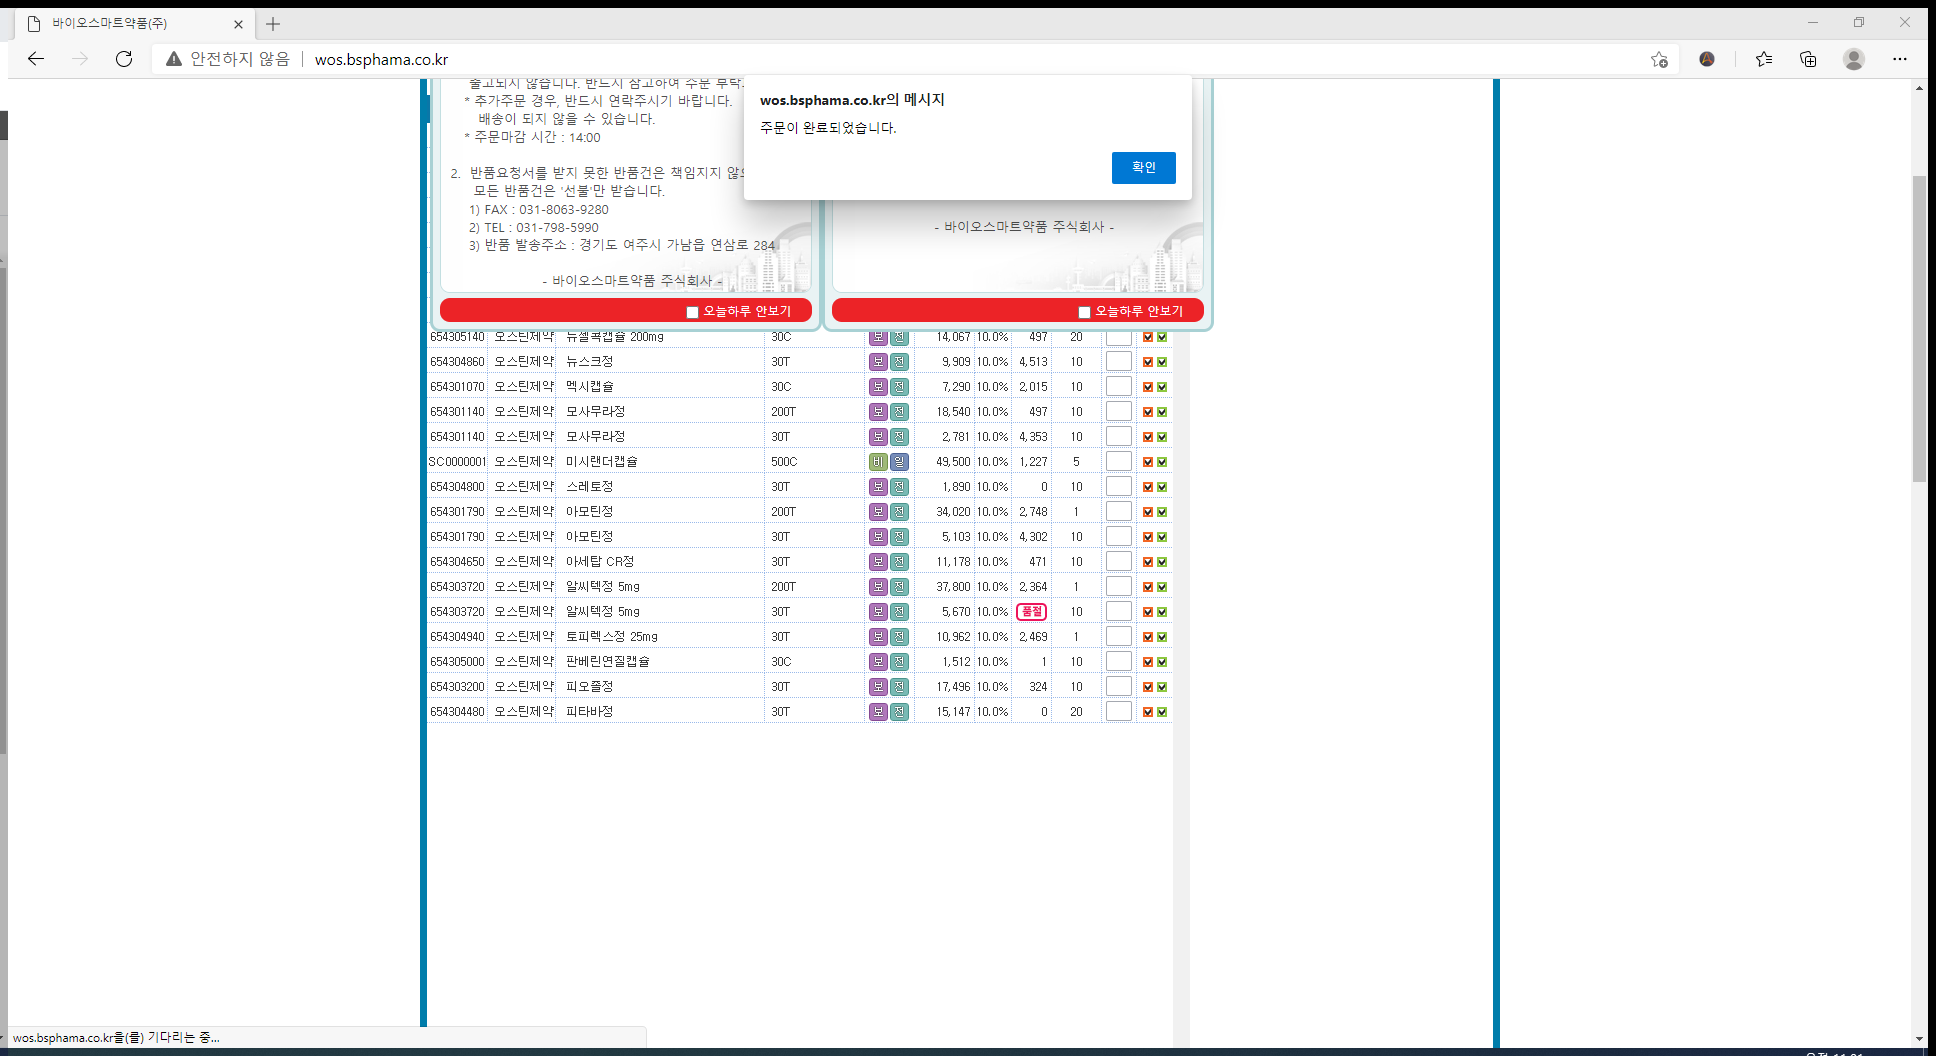 바이오스마트약품(주)
안전하지 않음
wos.bsphama.co.kr
wos.bsphama.co.kr의 메시지
주문이 완료되었습니다.
확인
출고되지 않습니다. 반드시 참고하여 주문 부탁
* 추가주문 경우, 반드시 연락주시기 바랍니다.
배송이 되지 않을 수 있습니다.
* 주문마감 시간 : 14:00
2. 반품요청서를 받지 못한 반품건은 책임지지 않
모든 반품건은 '선불'만 받습니다.
1) FAX : 031-8063-9280
2) TEL : 031-798-5990
3) 반품 발송주소 : 경기도 여주시 가남읍 연삼로 284
- 바이오스마트약품 주식회사 -
오늘하루 안보기
- 바이오스마트약품 주식회사 -
오늘하루 안보기
654305140 오스틴제약 뉴셀콕캡슐 200mg 30C 보 전 14,067 10.0% 497 20
654304860 오스틴제약 뉴스크정 30T 보 전 9,909 10.0% 4,513 10
654301070 오스틴제약 멕시캡슐 30C 보 전 7,290 10.0% 2,015 10
654301140 오스틴제약 모사무라정 200T 보 전 18,540 10.0% 497 10
654301140 오스틴제약 모사무라정 30T 보 전 2,781 10.0% 4,353 10
SC0000001 오스틴제약 미시랜더캡슐 500C 비 일 49,500 10.0% 1,227 5
654304800 오스틴제약 스레토정 30T 보 전 1,890 10.0% 0 10
654301790 오스틴제약 아모틴정 200T 보 전 34,020 10.0% 2,748 1
654301790 오스틴제약 아모틴정 30T 보 전 5,103 10.0% 4,302 10
654304650 오스틴제약 아세탑 CR정 30T 보 전 11,178 10.0% 471 10
654303720 오스틴제약 알씨텍정 5mg 200T 보 전 37,800 10.0% 2,364 1
654303720 오스틴제약 알씨텍정 5mg 30T 보 전 5,670 10.0% 품절 10
654304940 오스틴제약 토피렉스정 25mg 30T 보 전 10,962 10.0% 2,469 1
654305000 오스틴제약 판베린연질캡슐 30C 보 전 1,512 10.0% 1 10
654303200 오스틴제약 피오졸정 30T 보 전 17,496 10.0% 324 10
654304480 오스틴제약 피타바정 30T 보 전 15,147 10.0% 0 20
wos.bsphama.co.kr을(를) 기다리는 중...